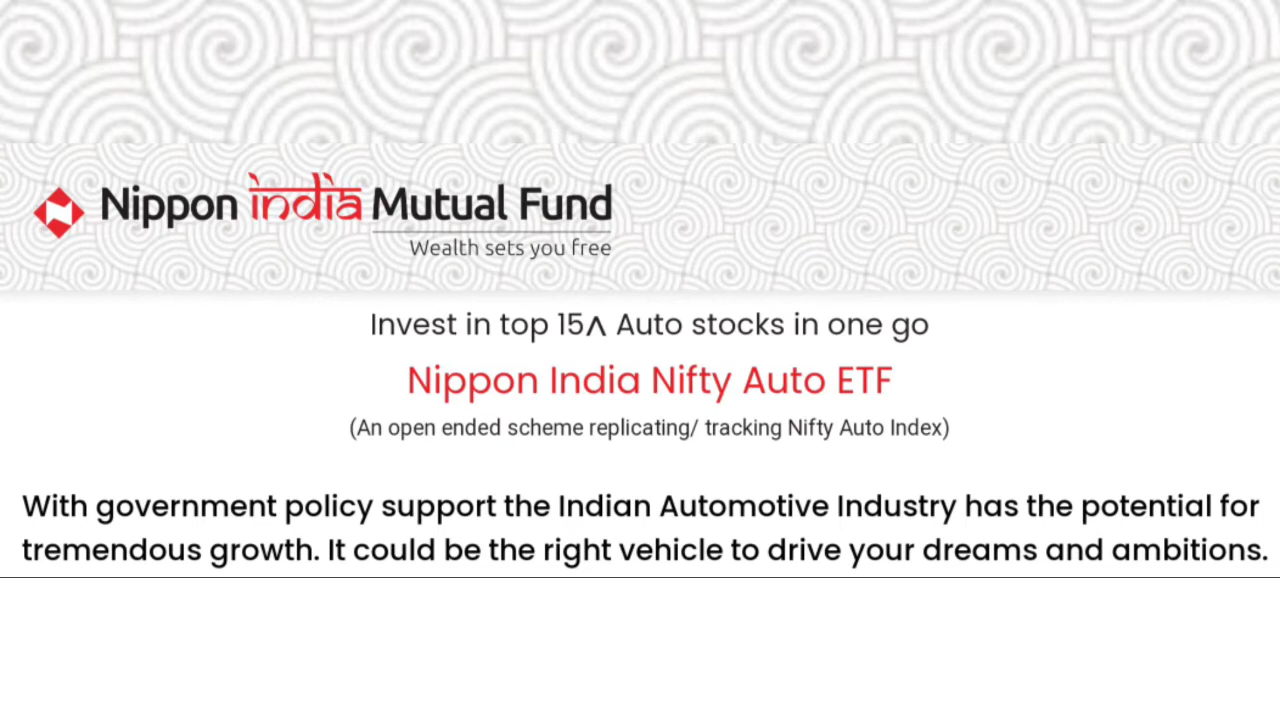 Nippon india Mutual Fund
Wealth sets you free
Invest in top 15Λ Auto stocks in one go
Nippon India Nifty Auto ETF
(An open ended scheme replicating/ tracking Nifty Auto Index)
With government policy support the Indian Automotive Industry has the potential for
tremendous growth. It could be the right vehicle to drive your dreams and ambitions.